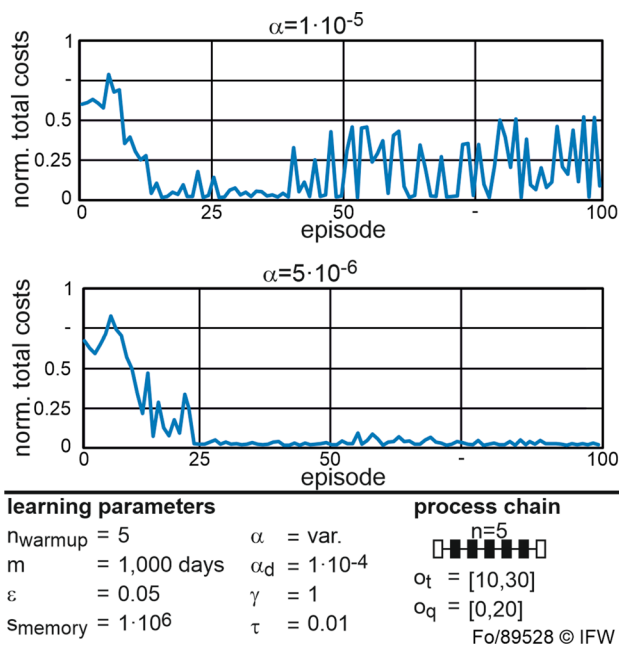 α=1·10-5
norm. total costs
1
-
0.5
0.25
0
0 25 50 - 100
episode
α=5·10-6
norm. total costs
1
-
0.5
0.25
0
0 25 50 - 100
episode
learning parameters
nwarmup = 5
m = 1,000 days
ε = 0.05
smemory = 1·106
α = var.
αd = 1·10-4
γ = 1
τ = 0.01
process chain
n=5
ot = [10,30]
oq = [0,20]
Fo/89528 © IFW